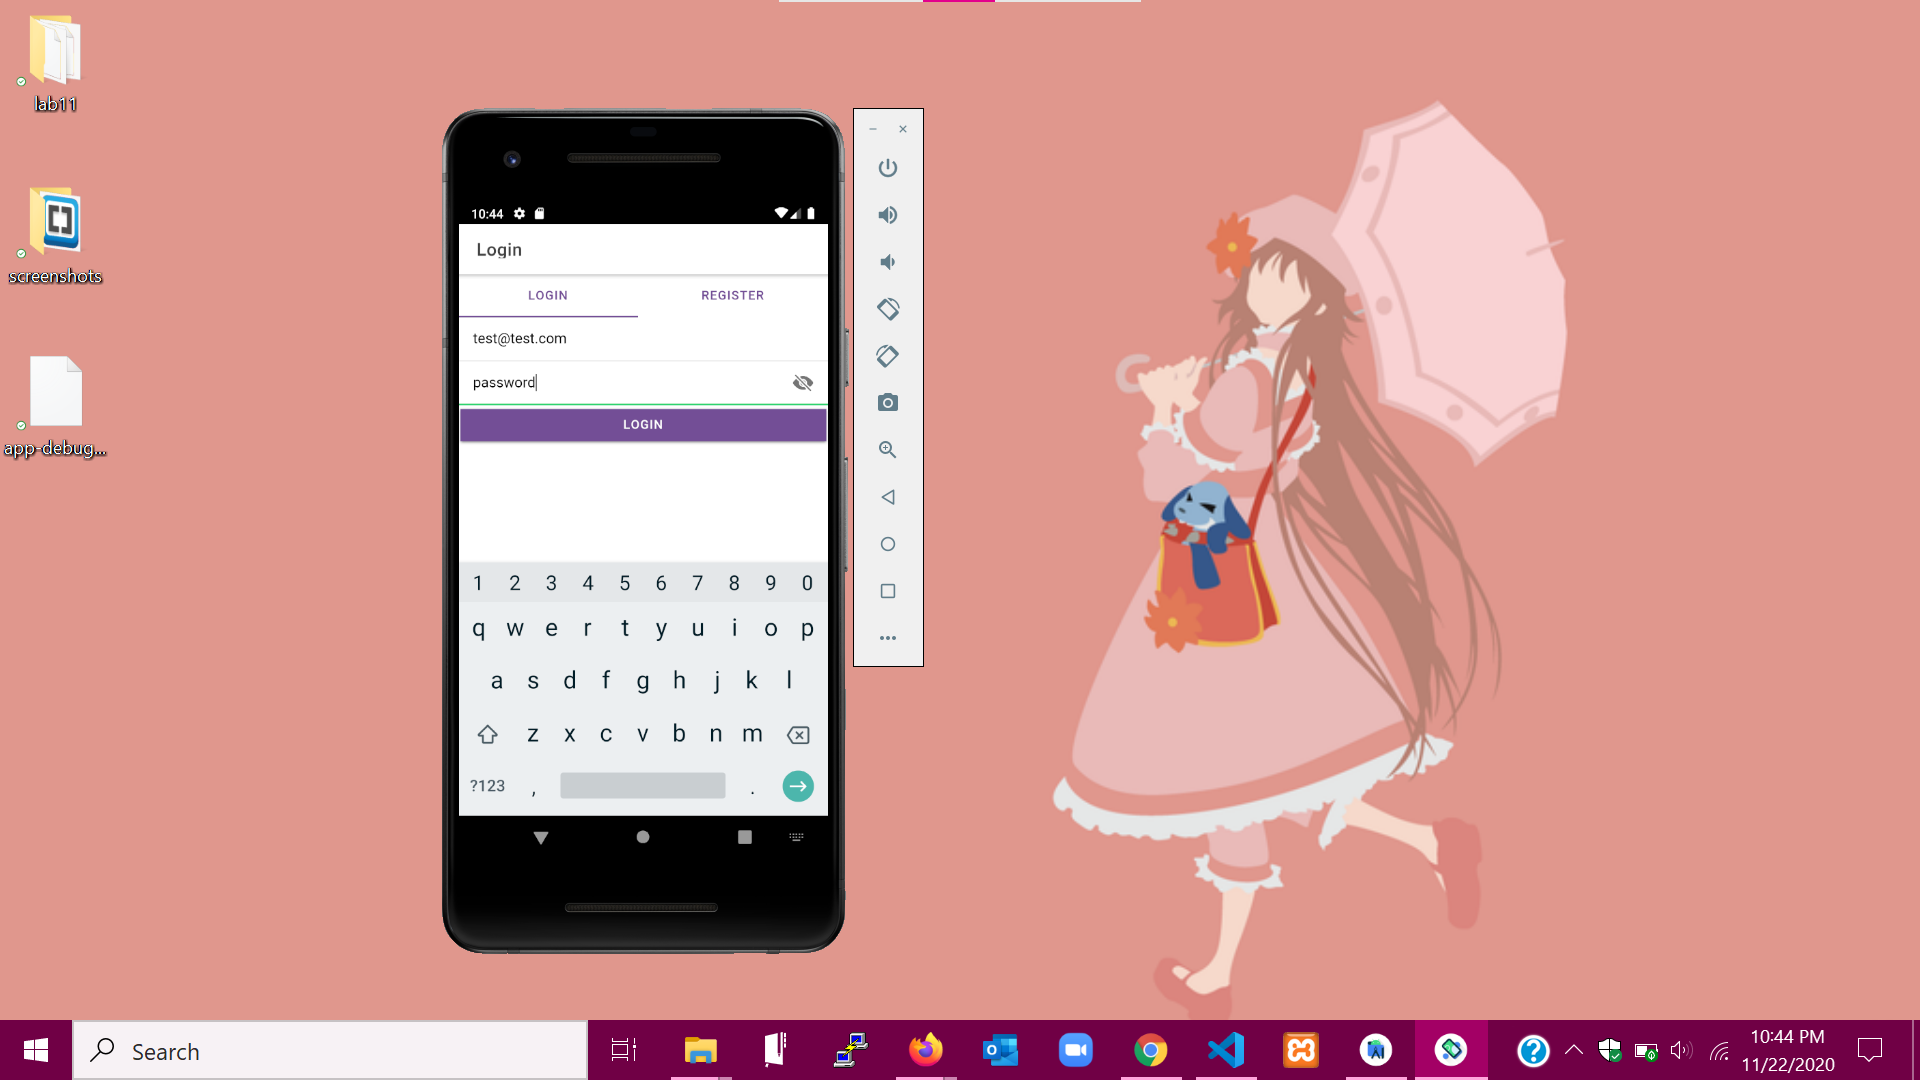 lab11
screenshots
app-debug...
10:44
Login
LOGIN
REGISTER
test@test.com
password
LOGIN
1 2 3 4 5 6 7 8 9 0
q w e r t y u i o p
a s d f g h j k l
z x c v b n m
?123 , .
Search
10:44 PM
11/22/2020